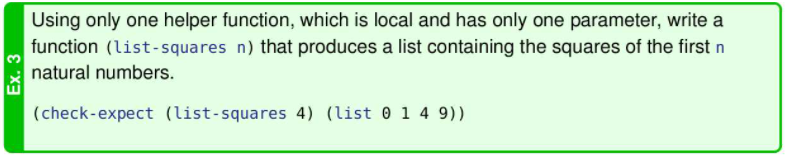 Ex. 3
Using only one helper function, which is local and has only one parameter, write a
function (list-squares n) that produces a list containing the squares of the first n
natural numbers.
(check-expect (list-squares 4) (list 0 1 4 9))